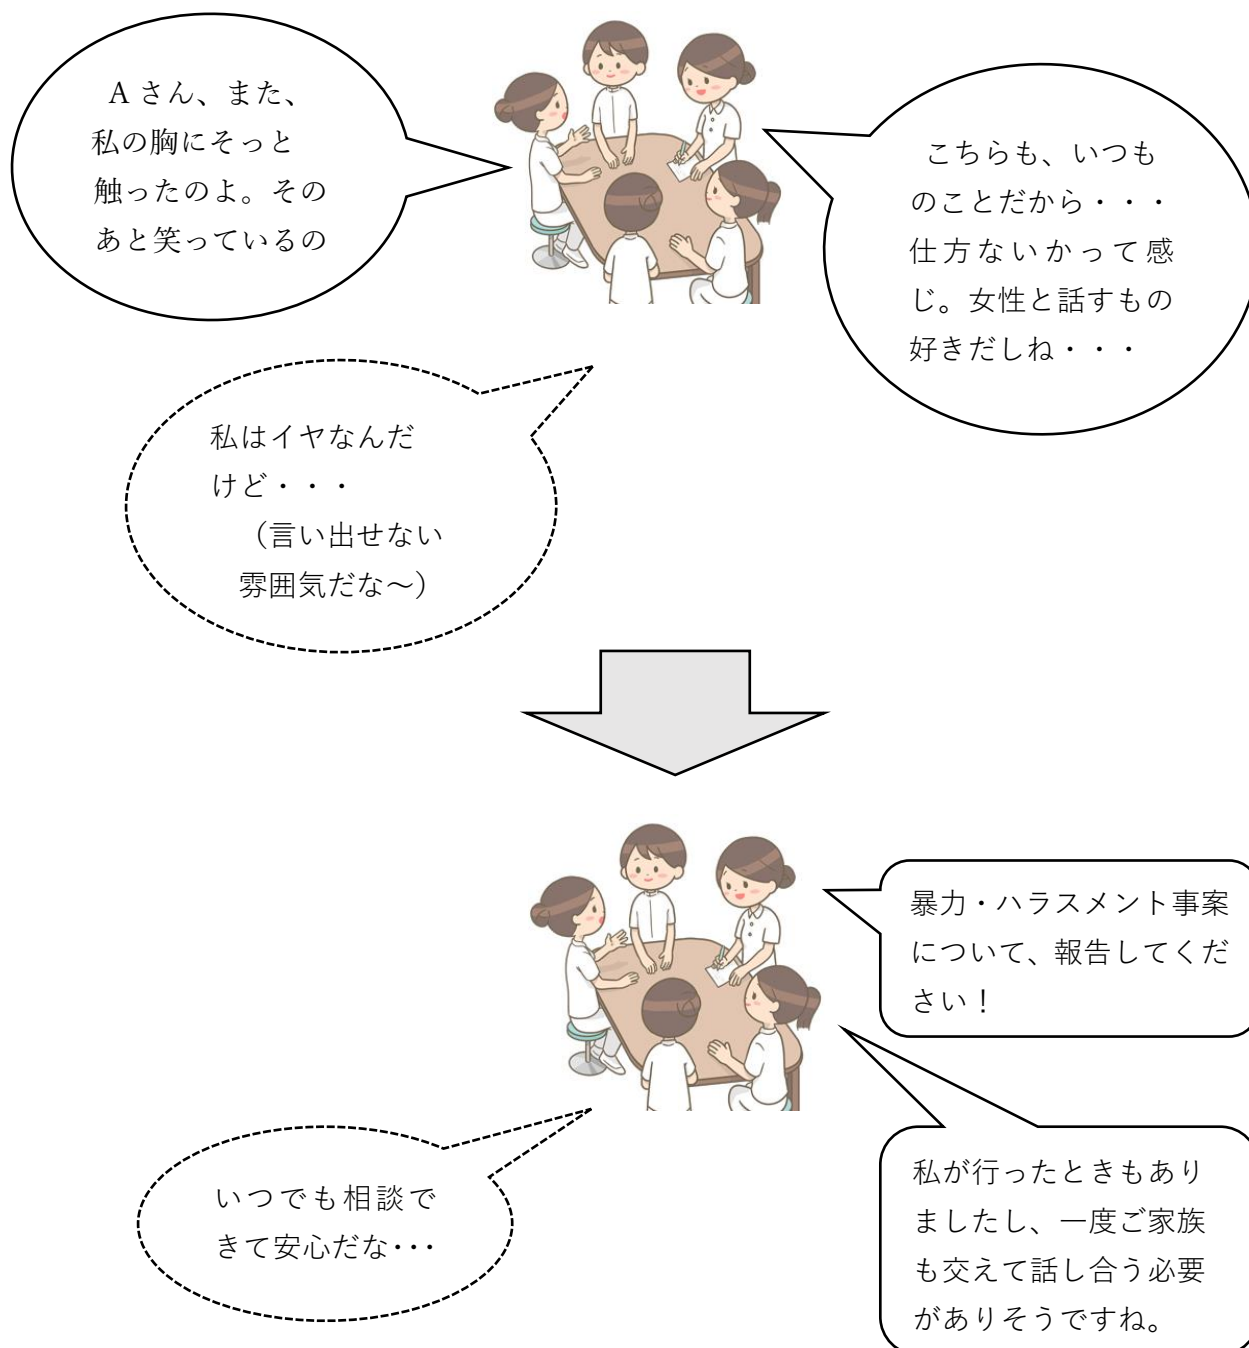 Aさん、また、
私の胸にそっと
触ったのよ。その
あと笑っているの
こちらも、いつも
のことだから・・・
仕方ないかって感
じ。女性と話すもの
好きだしね・・・
私はイヤなんだ
けど・・・
（言い出せない
雰囲気だな～）
暴力・ハラスメント事案
について、報告してくだ
さい！
私が行ったときもあり
ましたし、一度ご家族
も交えて話し合う必要
がありそうですね。
いつでも相談で
きて安心だな･･･